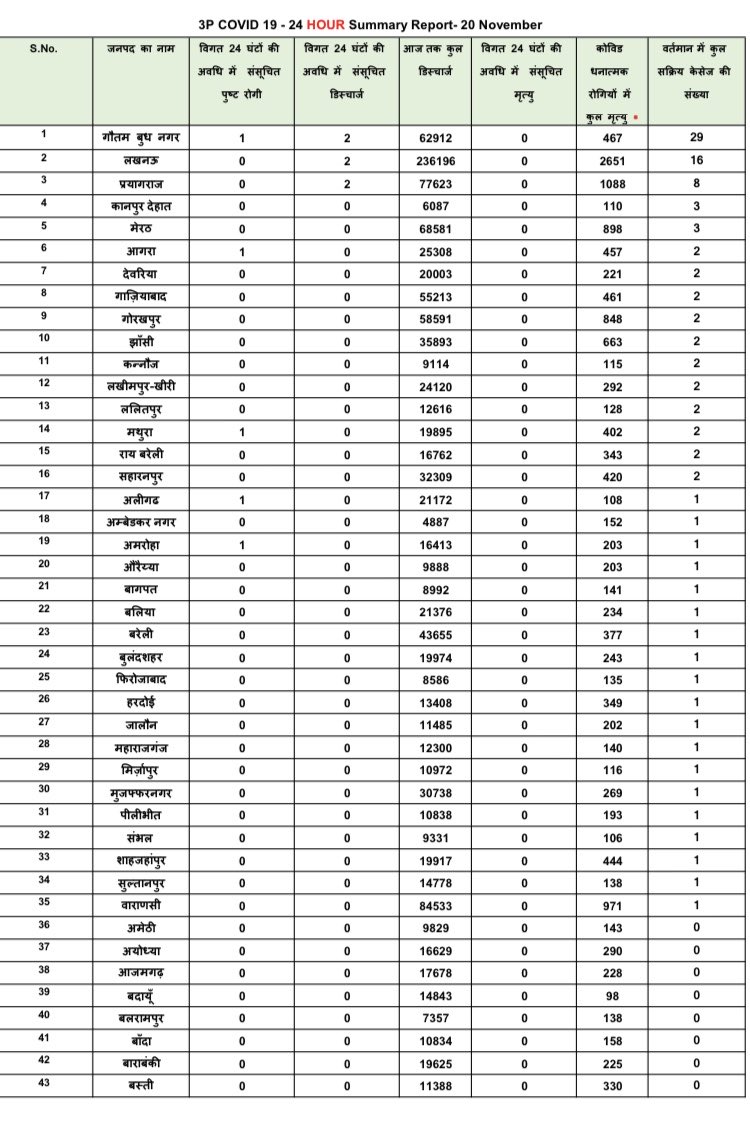 3P COVID 19 - 24 HOUR Summary Report- 20 November
S.No. जनपद का नाम विगत 24 घंटों की अवधि में संसूचित पुष्ट रोगी विगत 24 घंटों की अवधि में संसूचित डिस्चार्ज आज तक कुल डिस्चार्ज विगत 24 घंटों की अवधि में संसूचित मृत्यु कोविड धनात्मक रोगियों में कुल मृत्यु वर्तमान में कुल सक्रिय केसेज की संख्या
1 गौतम बुध नगर 1 2 62912 0 467 29
2 लखनऊ 0 2 236196 0 2651 16
3 प्रयागराज 0 2 77623 0 1088 8
4 कानपुर देहात 0 0 6087 0 110 3
5 मेरठ 0 0 68581 0 898 3
6 आगरा 1 0 25308 0 457 2
7 देवरिया 0 0 20003 0 221 2
8 गाज़ियाबाद 0 0 55213 0 461 2
9 गोरखपुर 0 0 58591 0 848 2
10 झाँसी 0 0 35893 0 663 2
11 कन्नौज 0 0 9114 0 115 2
12 लखीमपुर-खीरी 0 0 24120 0 292 2
13 ललितपुर 0 0 12616 0 128 2
14 मथुरा 1 0 19895 0 402 2
15 राय बरेली 0 0 16762 0 343 2
16 सहारनपुर 0 0 32309 0 420 2
17 अलीगढ 1 0 21172 0 108 1
18 अम्बेडकर नगर 0 0 4887 0 152 1
19 अमरोहा 1 0 16413 0 203 1
20 औरैय्या 0 0 9888 0 203 1
21 बागपत 0 0 8992 0 141 1
22 बलिया 0 0 21376 0 234 1
23 बरेली 0 0 43655 0 377 1
24 बुलंदशहर 0 0 19974 0 243 1
25 फिरोजाबाद 0 0 8586 0 135 1
26 हरदोई 0 0 13408 0 349 1
27 जालौन 0 0 11485 0 202 1
28 महाराजगंज 0 0 12300 0 140 1
29 मिर्ज़ापुर 0 0 10972 0 116 1
30 मुजफ्फरनगर 0 0 30738 0 269 1
31 पीलीभीत 0 0 10838 0 193 1
32 संभल 0 0 9331 0 106 1
33 शाहजहांपुर 0 0 19917 0 444 1
34 सुल्तानपुर 0 0 14778 0 138 1
35 वाराणसी 0 0 84533 0 971 1
36 अमेठी 0 0 9829 0 143 0
37 अयोध्या 0 0 16629 0 290 0
38 आजमगढ़ 0 0 17678 0 228 0
39 बदायूँ 0 0 14843 0 98 0
40 बलरामपुर 0 0 7357 0 138 0
41 बाँदा 0 0 10834 0 158 0
42 बाराबंकी 0 0 19625 0 225 0
43 बस्ती 0 0 11388 0 330 0